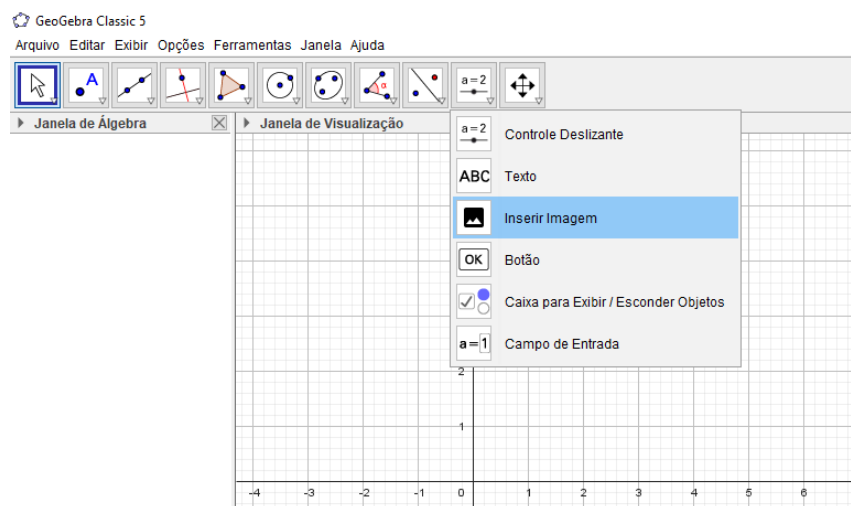 GeoGebra Classic 5
Arquivo Editar Exibir Opções Ferramentas Janela Ajuda
A α a=2
Janela de Álgebra Janela de Visualização
a=2 Controle Deslizante
ABC Texto
Inserir Imagem
OK Botão
Caixa para Exibir / Esconder Objetos
a=1 Campo de Entrada
2
1
-4 -3 -2 -1 0 1 2 3 4 5 6